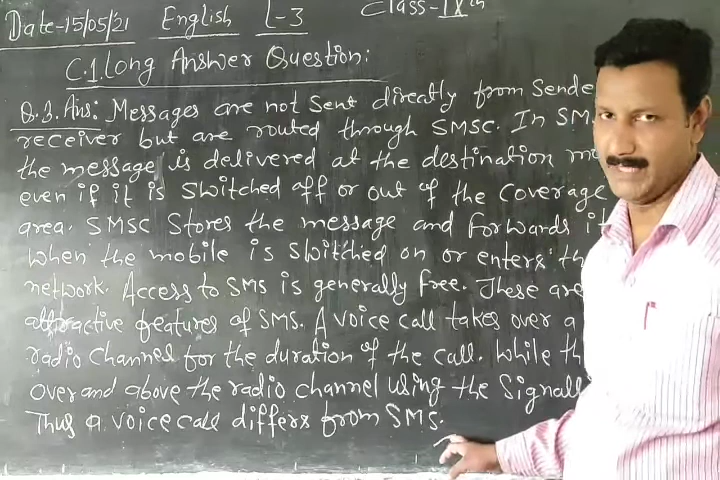 Date-15/05/21 English L-3 Class-IXth
C.1. Long Answer Question:
Q.3. Ans: Messages are not sent directly from Sende
receiver but are routed through SMSC. In SM
the message is delivered at the destination mo
even if it is switched off or out of the coverage
area. SMSC Stores the message and forwards it
when the mobile is switched on or enters th
network. Access to SMS is generally free. These are
attractive features of SMS. A voice call takes over a
radio channel for the duration of the call. While th
over and above the radio channel using the Signall
Thus a voice call differs from SMS.